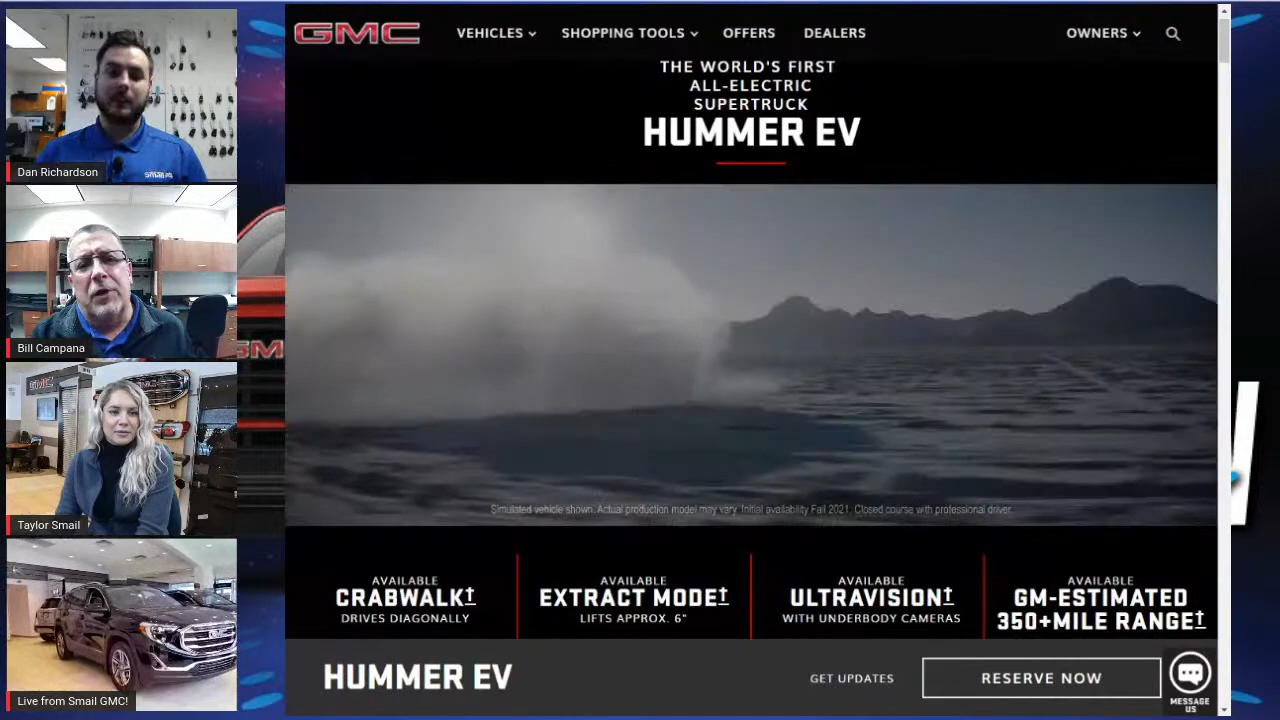 Dan Richardson
Bill Campana
Taylor Smail
Live from Smail GMC!
GMC
VEHICLES
SHOPPING TOOLS
OFFERS
DEALERS
OWNERS
THE WORLD'S FIRST
ALL-ELECTRIC
SUPERTRUCK
HUMMER EV
Simulated vehicle shown. Actual production model may vary. Initial availability Fall 2021. Closed course with professional driver.
AVAILABLE
CRABWALK†
DRIVES DIAGONALLY
AVAILABLE
EXTRACT MODE†
LIFTS APPROX. 6"
AVAILABLE
ULTRAVISION†
WITH UNDERBODY CAMERAS
AVAILABLE
GM-ESTIMATED
350+MILE RANGE†
HUMMER EV
GET UPDATES
RESERVE NOW
MESSAGE
US